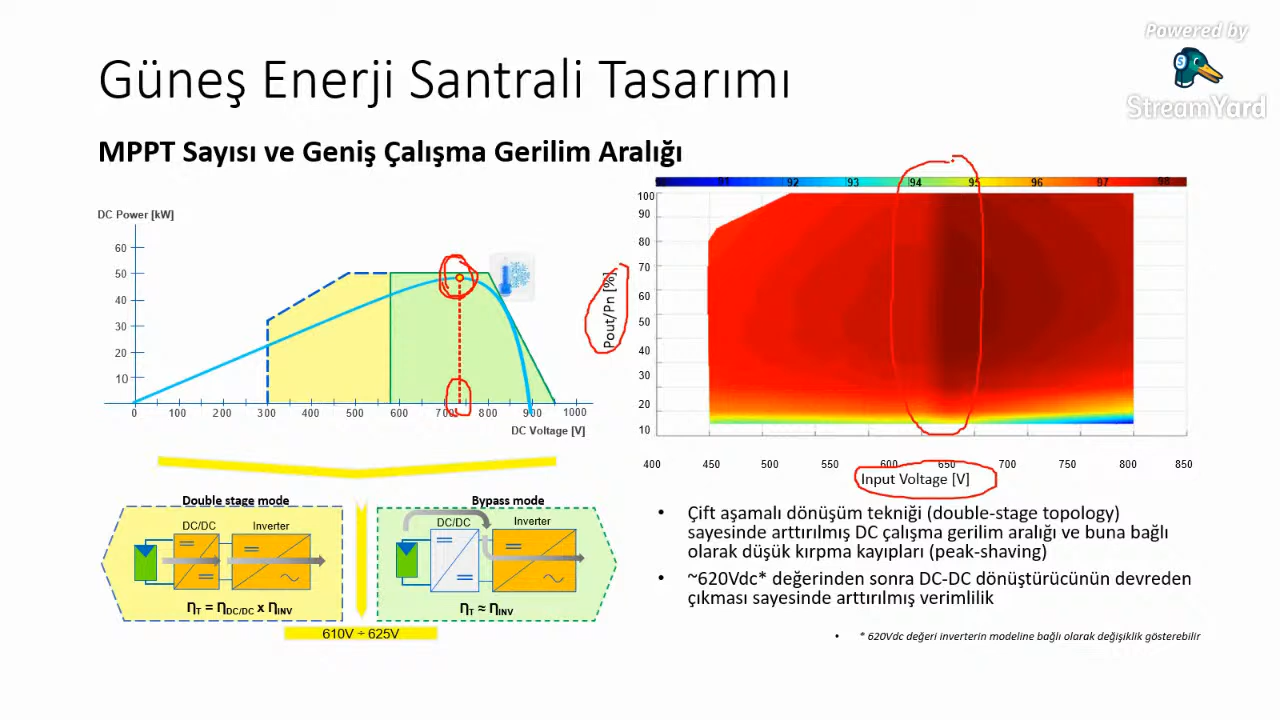 Powered by
StreamYard
Güneş Enerji Santrali Tasarımı
MPPT Sayısı ve Geniş Çalışma Gerilim Aralığı
DC Power [kW]
60
50
40
30
20
10
0 100 200 300 400 500 600 700 800 900 1000
DC Voltage [V]
91 92 93 94 95 96 97 98
Pout/Pn [%]
100
90
80
70
60
50
40
30
20
10
400 450 500 550 600 650 700 750 800 850
Input Voltage [V]
Double stage mode
DC/DC Inverter
ηT = ηDC/DC x ηINV
Bypass mode
DC/DC Inverter
ηT ≈ ηINV
610V ÷ 625V
• Çift aşamalı dönüşüm tekniği (double-stage topology)
sayesinde arttırılmış DC çalışma gerilim aralığı ve buna bağlı
olarak düşük kırpma kayıpları (peak-shaving)
• ~620Vdc* değerinden sonra DC-DC dönüştürücünün devreden
çıkması sayesinde arttırılmış verimlilik
• * 620Vdc değeri inverterin modeline bağlı olarak değişiklik gösterebilir